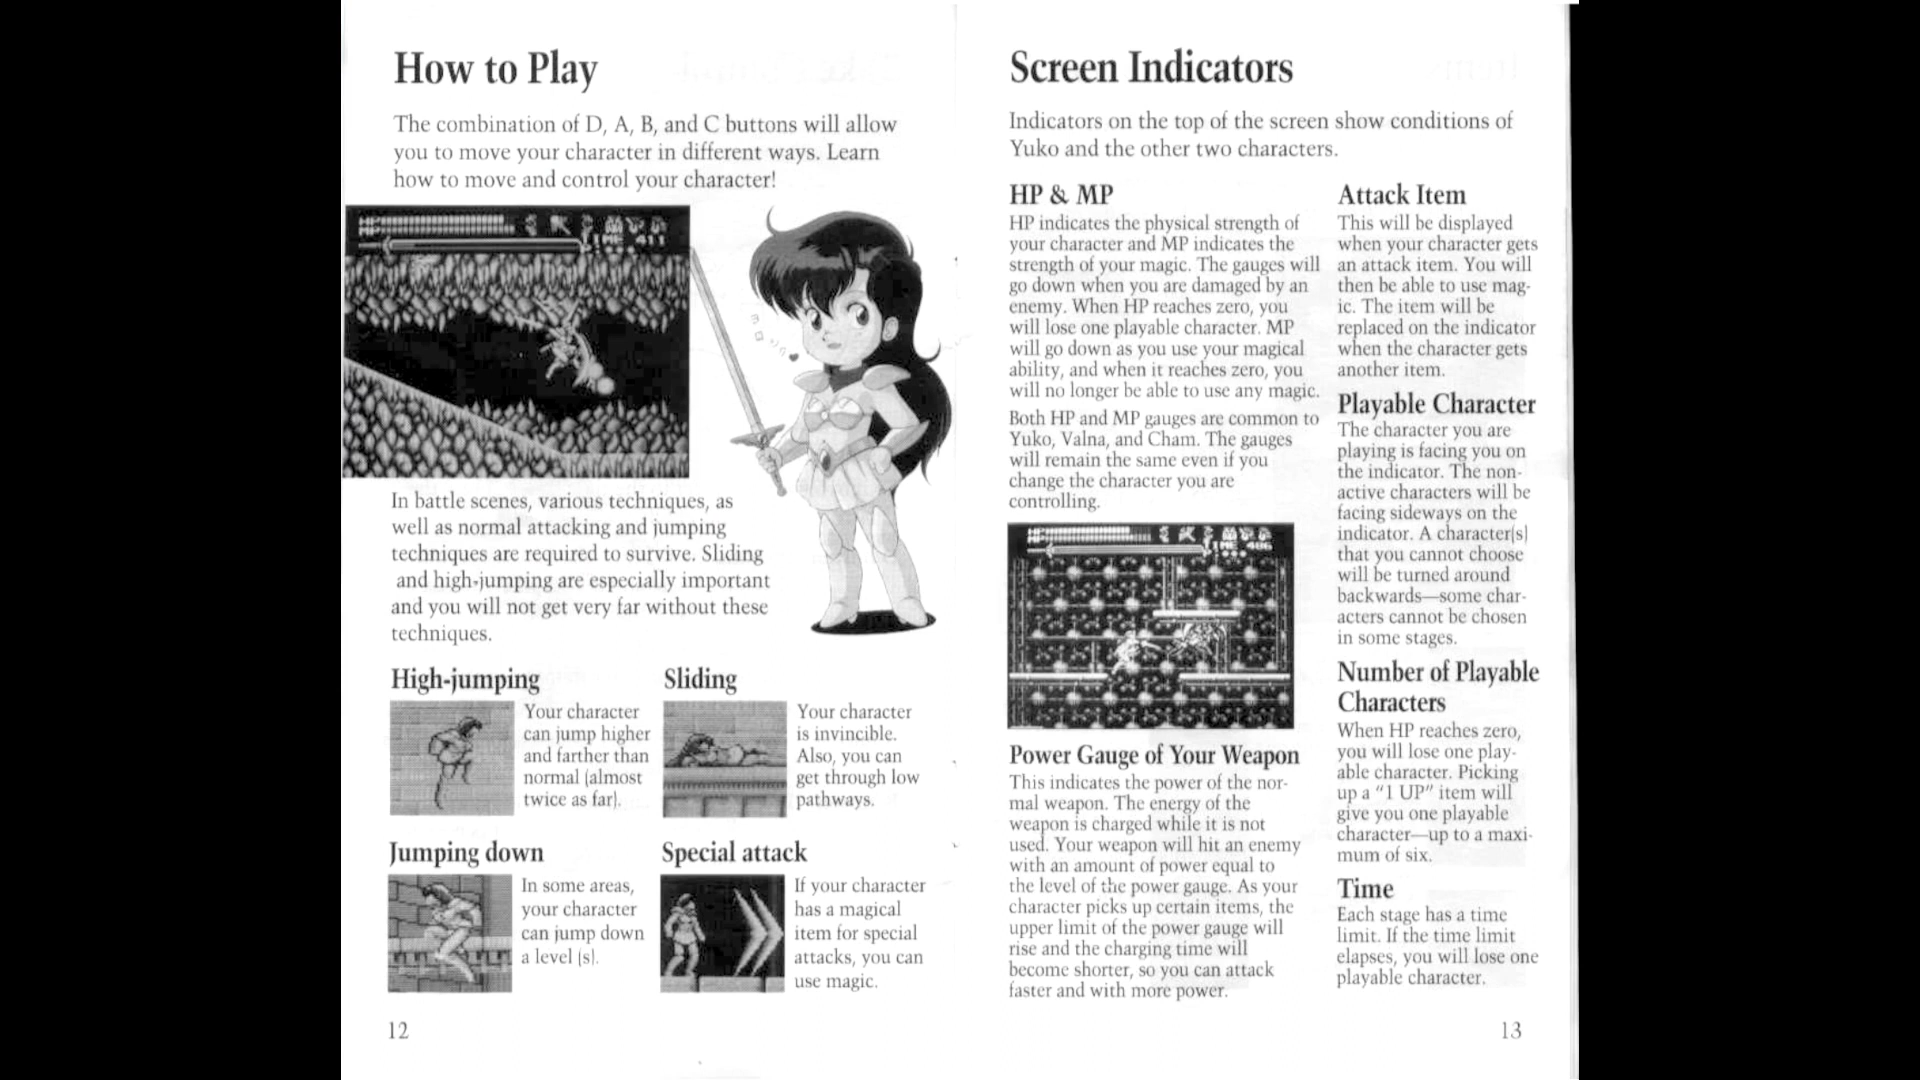 How to Play
The combination of D, A, B, and C buttons will allow
you to move your character in different ways. Learn
how to move and control your character!
In battle scenes, various techniques, as
well as normal attacking and jumping
techniques are required to survive. Sliding
and high-jumping are especially important
and you will not get very far without these
techniques.
High-jumping
Your character
can jump higher
and farther than
normal (almost
twice as far).
Sliding
Your character
is invincible.
Also, you can
get through low
pathways.
Jumping down
In some areas,
your character
can jump down
a level (s).
Special attack
If your character
has a magical
item for special
attacks, you can
use magic.
12
Screen Indicators
Indicators on the top of the screen show conditions of
Yuko and the other two characters.
HP & MP
HP indicates the physical strength of
your character and MP indicates the
strength of your magic. The gauges will
go down when you are damaged by an
enemy. When HP reaches zero, you
will lose one playable character. MP
will go down as you use your magical
ability, and when it reaches zero, you
will no longer be able to use any magic.
Both HP and MP gauges are common to
Yuko, Valna, and Cham. The gauges
will remain the same even if you
change the character you are
controlling.
Power Gauge of Your Weapon
This indicates the power of the nor-
mal weapon. The energy of the
weapon is charged while it is not
used. Your weapon will hit an enemy
with an amount of power equal to
the level of the power gauge. As your
character picks up certain items, the
upper limit of the power gauge will
rise and the charging time will
become shorter, so you can attack
faster and with more power.
Attack Item
This will be displayed
when your character gets
an attack item. You will
then be able to use mag-
ic. The item will be
replaced on the indicator
when the character gets
another item.
Playable Character
The character you are
playing is facing you on
the indicator. The non-
active characters will be
facing sideways on the
indicator. A character(s)
that you cannot choose
will be turned around
backwards—some char-
acters cannot be chosen
in some stages.
Number of Playable
Characters
When HP reaches zero,
you will lose one play-
able character. Picking
up a “1 UP” item will
give you one playable
character—up to a maxi-
mum of six.
Time
Each stage has a time
limit. If the time limit
elapses, you will lose one
playable character.
13